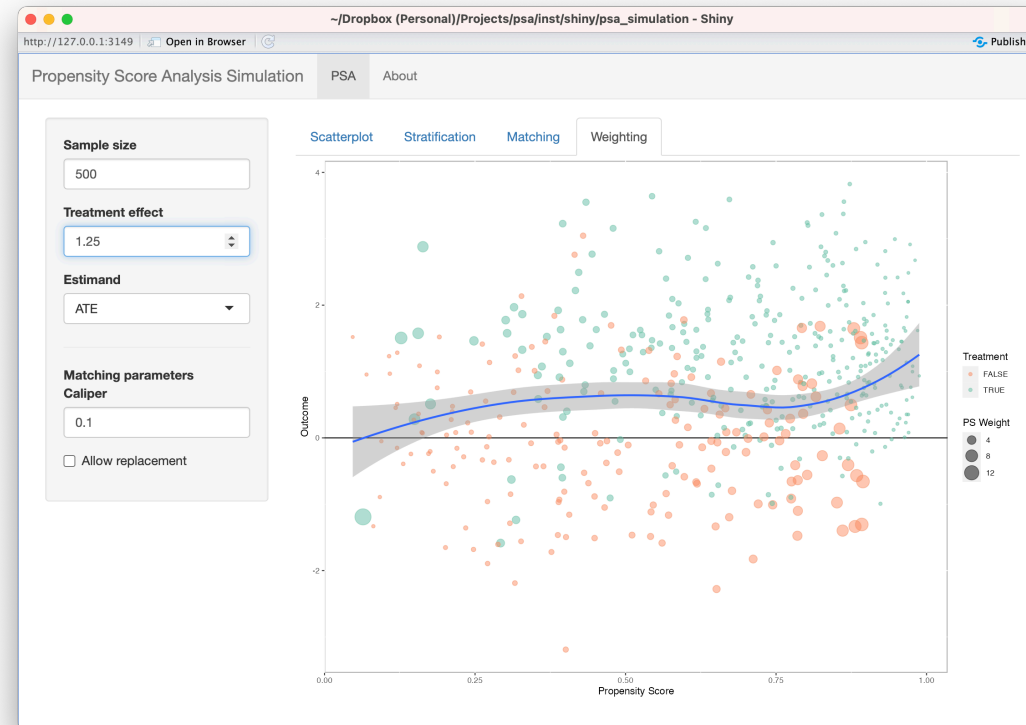 ~/Dropbox (Personal)/Projects/psa/inst/shiny/psa_simulation - Shiny
http://127.0.0.1:3149 Open in Browser Publish
Propensity Score Analysis Simulation PSA About
Sample size
500
Treatment effect
1.25
Estimand
ATE
Matching parameters
Caliper
0.1
Allow replacement
Scatterplot Stratification Matching Weighting
4
2
0
-2
Outcome
0.00 0.25 0.50 0.75 1.00
Propensity Score
Treatment
FALSE
TRUE
PS Weight
4
8
12